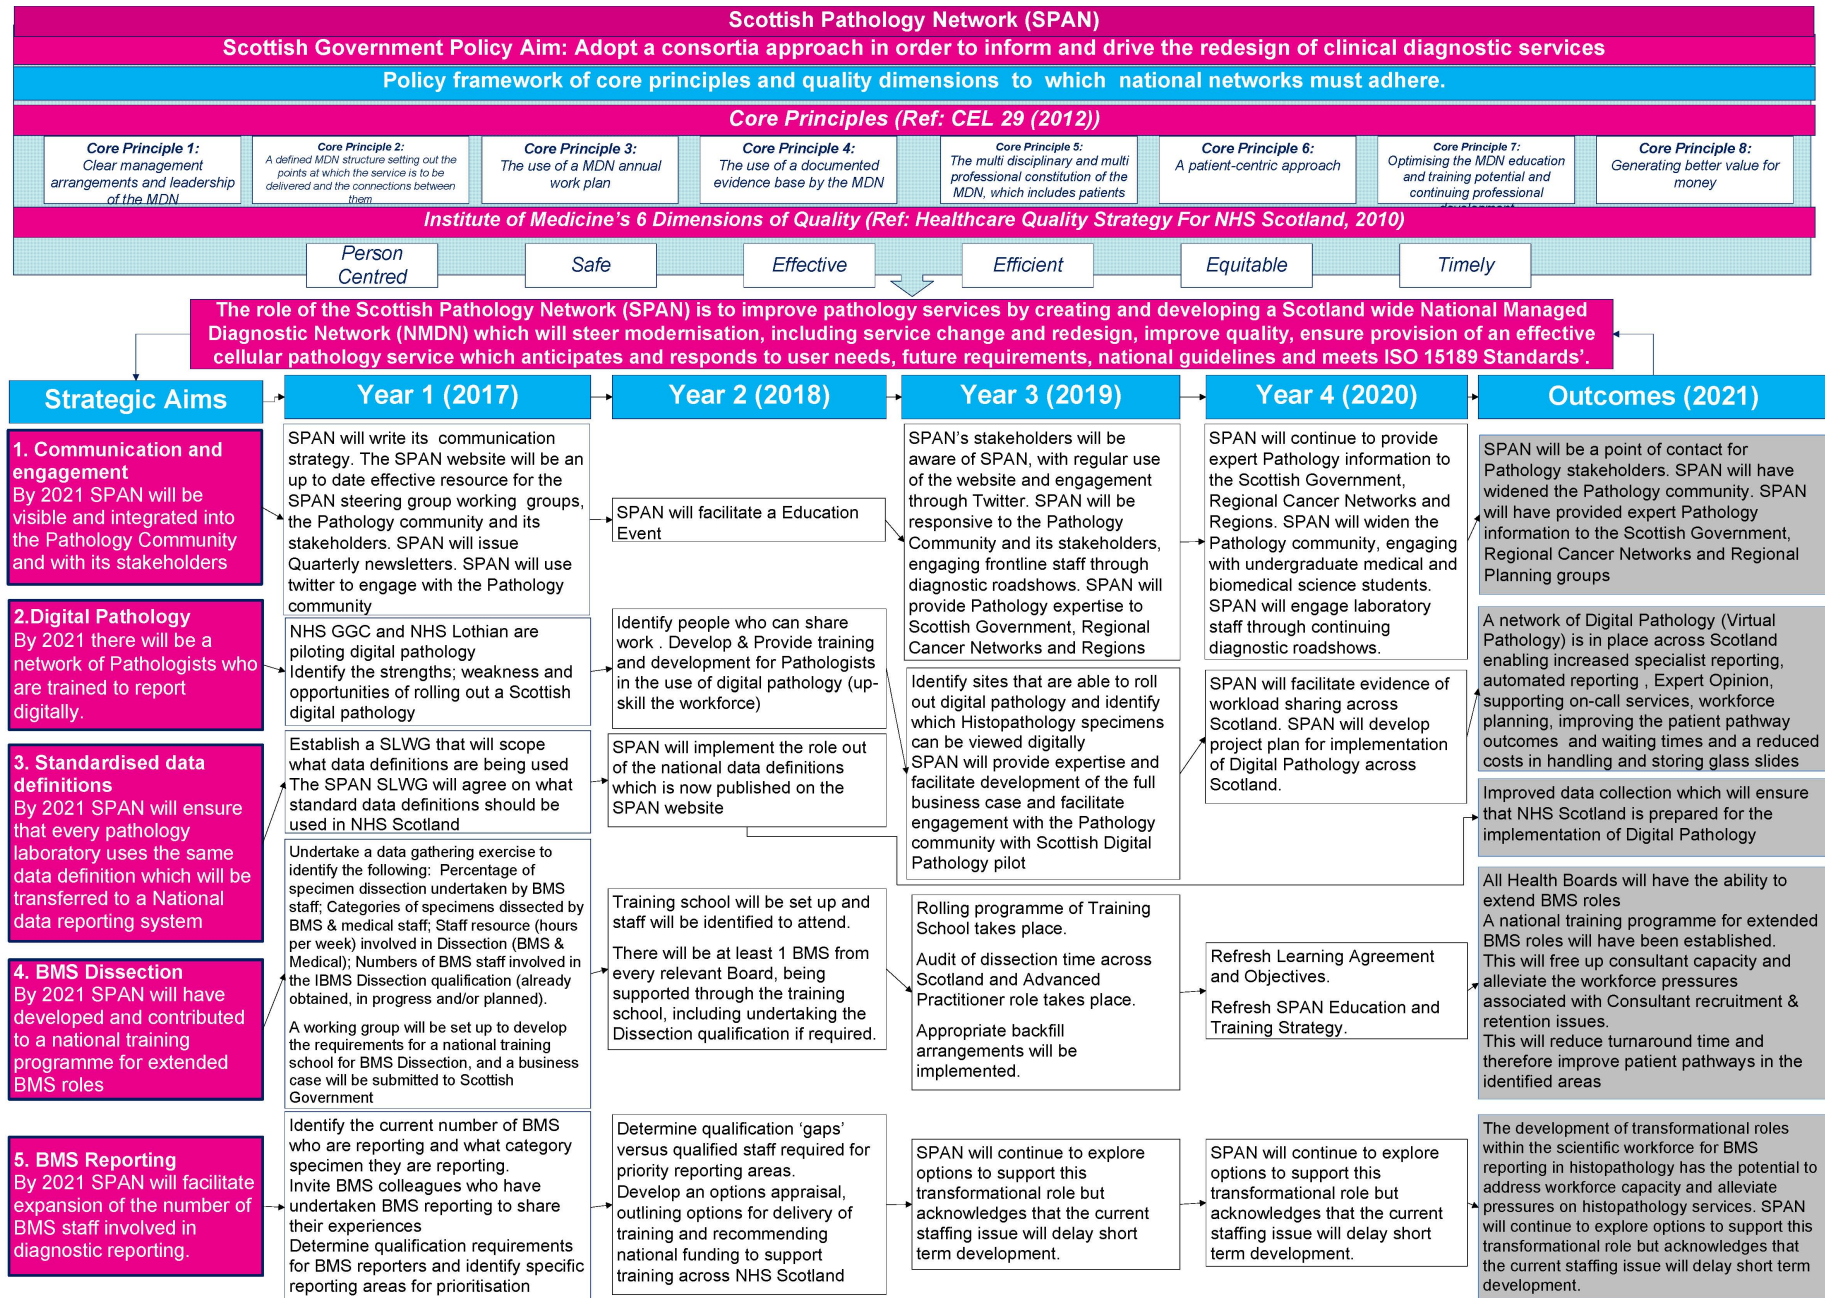 Scottish Pathology Network (SPAN)
Scottish Government Policy Aim: Adopt a consortia approach in order to inform and drive the redesign of clinical diagnostic services
Policy framework of core principles and quality dimensions to which national networks must adhere.
Core Principles (Ref: CEL 29 (2012))
Core Principle 1:
Clear management
arrangements and leadership
of the MDN
Core Principle 2:
A defined MDN structure setting out the
points at which the service is to be
delivered and the connections between
them
Core Principle 3:
The use of a MDN annual
work plan
Core Principle 4:
The use of a documented
evidence base by the MDN
Core Principle 5:
The multi disciplinary and multi
professional constitution of the
MDN, which includes patients
Core Principle 6:
A patient-centric approach
Core Principle 7:
Optimising the MDN education
and training potential and
continuing professional
development
Core Principle 8:
Generating better value for
money
Institute of Medicine's 6 Dimensions of Quality (Ref: Healthcare Quality Strategy For NHS Scotland, 2010)
Person
Centred
Safe
Effective
Efficient
Equitable
Timely
The role of the Scottish Pathology Network (SPAN) is to improve pathology services by creating and developing a Scotland wide National Managed
Diagnostic Network (NMDN) which will steer modernisation, including service change and redesign, improve quality, ensure provision of an effective
cellular pathology service which anticipates and responds to user needs, future requirements, national guidelines and meets ISO 15189 Standards'.
Strategic Aims
Year 1 (2017)
Year 2 (2018)
Year 3 (2019)
Year 4 (2020)
Outcomes (2021)
1. Communication and
engagement
By 2021 SPAN will be
visible and integrated into
the Pathology Community
and with its stakeholders
SPAN will write its communication
strategy. The SPAN website will be an
up to date effective resource for the
SPAN steering group working groups,
the Pathology community and its
stakeholders. SPAN will issue
Quarterly newsletters. SPAN will use
twitter to engage with the Pathology
community
SPAN will facilitate a Education
Event
SPAN's stakeholders will be
aware of SPAN, with regular use
of the website and engagement
through Twitter. SPAN will be
responsive to the Pathology
Community and its stakeholders,
engaging frontline staff through
diagnostic roadshows. SPAN will
provide Pathology expertise to
Scottish Government, Regional
Cancer Networks and Regions
SPAN will continue to provide
expert Pathology information to
the Scottish Government,
Regional Cancer Networks and
Regions. SPAN will widen the
Pathology community, engaging
with undergraduate medical and
biomedical science students.
SPAN will engage laboratory
staff through continuing
diagnostic roadshows.
SPAN will be a point of contact for
Pathology stakeholders. SPAN will have
widened the Pathology community. SPAN
will have provided expert Pathology
information to the Scottish Government,
Regional Cancer Networks and Regional
Planning groups
2.Digital Pathology
By 2021 there will be a
network of Pathologists who
are trained to report
digitally.
NHS GGC and NHS Lothian are
piloting digital pathology
Identify the strengths; weakness and
opportunities of rolling out a Scottish
digital pathology
Identify people who can share
work . Develop & Provide training
and development for Pathologists
in the use of digital pathology (up-
skill the workforce)
Identify sites that are able to roll
out digital pathology and identify
which Histopathology specimens
can be viewed digitally
SPAN will provide expertise and
facilitate development of the full
business case and facilitate
engagement with the Pathology
community with Scottish Digital
Pathology pilot
SPAN will facilitate evidence of
workload sharing across
Scotland. SPAN will develop
project plan for implementation
of Digital Pathology across
Scotland.
A network of Digital Pathology (Virtual
Pathology) is in place across Scotland
enabling increased specialist reporting,
automated reporting , Expert Opinion,
supporting on-call services, workforce
planning, improving the patient pathway
outcomes and waiting times and a reduced
costs in handling and storing glass slides
3. Standardised data
definitions
By 2021 SPAN will ensure
that every pathology
laboratory uses the same
data definition which will be
transferred to a National
data reporting system
Establish a SLWG that will scope
what data definitions are being used
The SPAN SLWG will agree on what
standard data definitions should be
used in NHS Scotland
SPAN will implement the role out
of the national data definitions
which is now published on the
SPAN website
Improved data collection which will ensure
that NHS Scotland is prepared for the
implementation of Digital Pathology
4. BMS Dissection
By 2021 SPAN will have
developed and contributed
to a national training
programme for extended
BMS roles
Undertake a data gathering exercise to
identify the following: Percentage of
specimen dissection undertaken by BMS
staff; Categories of specimens dissected by
BMS & medical staff; Staff resource (hours
per week) involved in Dissection (BMS &
Medical); Numbers of BMS staff involved in
the IBMS Dissection qualification (already
obtained, in progress and/or planned).
A working group will be set up to develop
the requirements for a national training
school for BMS Dissection, and a business
case will be submitted to Scottish
Government
Training school will be set up and
staff will be identified to attend.
There will be at least 1 BMS from
every relevant Board, being
supported through the training
school, including undertaking the
Dissection qualification if required.
Rolling programme of Training
School takes place.
Audit of dissection time across
Scotland and Advanced
Practitioner role takes place.
Appropriate backfill
arrangements will be
implemented.
Refresh Learning Agreement
and Objectives.
Refresh SPAN Education and
Training Strategy.
All Health Boards will have the ability to
extend BMS roles
A national training programme for extended
BMS roles will have been established.
This will free up consultant capacity and
alleviate the workforce pressures
associated with Consultant recruitment &
retention issues.
This will reduce turnaround time and
therefore improve patient pathways in the
identified areas
5. BMS Reporting
By 2021 SPAN will facilitate
expansion of the number of
BMS staff involved in
diagnostic reporting.
Identify the current number of BMS
who are reporting and what category
specimen they are reporting.
Invite BMS colleagues who have
undertaken BMS reporting to share
their experiences
Determine qualification requirements
for BMS reporters and identify specific
reporting areas for prioritisation
Determine qualification 'gaps'
versus qualified staff required for
priority reporting areas.
Develop an options appraisal,
outlining options for delivery of
training and recommending
national funding to support
training across NHS Scotland
SPAN will continue to explore
options to support this
transformational role but
acknowledges that the current
staffing issue will delay short
term development.
SPAN will continue to explore
options to support this
transformational role but
acknowledges that the current
staffing issue will delay short
term development.
The development of transformational roles
within the scientific workforce for BMS
reporting in histopathology has the potential to
address workforce capacity and alleviate
pressures on histopathology services. SPAN
will continue to explore options to support this
transformational role but acknowledges that
the current staffing issue will delay short term
development.